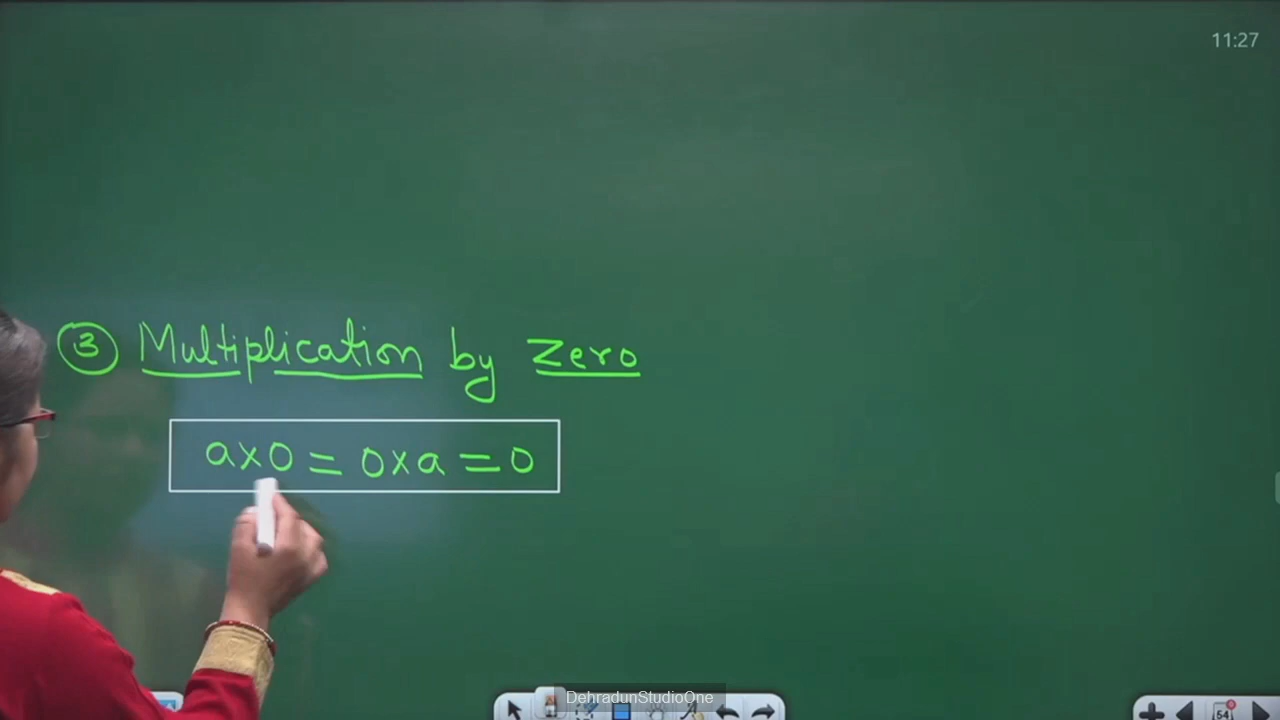 11:27
③ Multiplication by Zero
a×0 = 0×a = 0
DehradunStudioOne
54